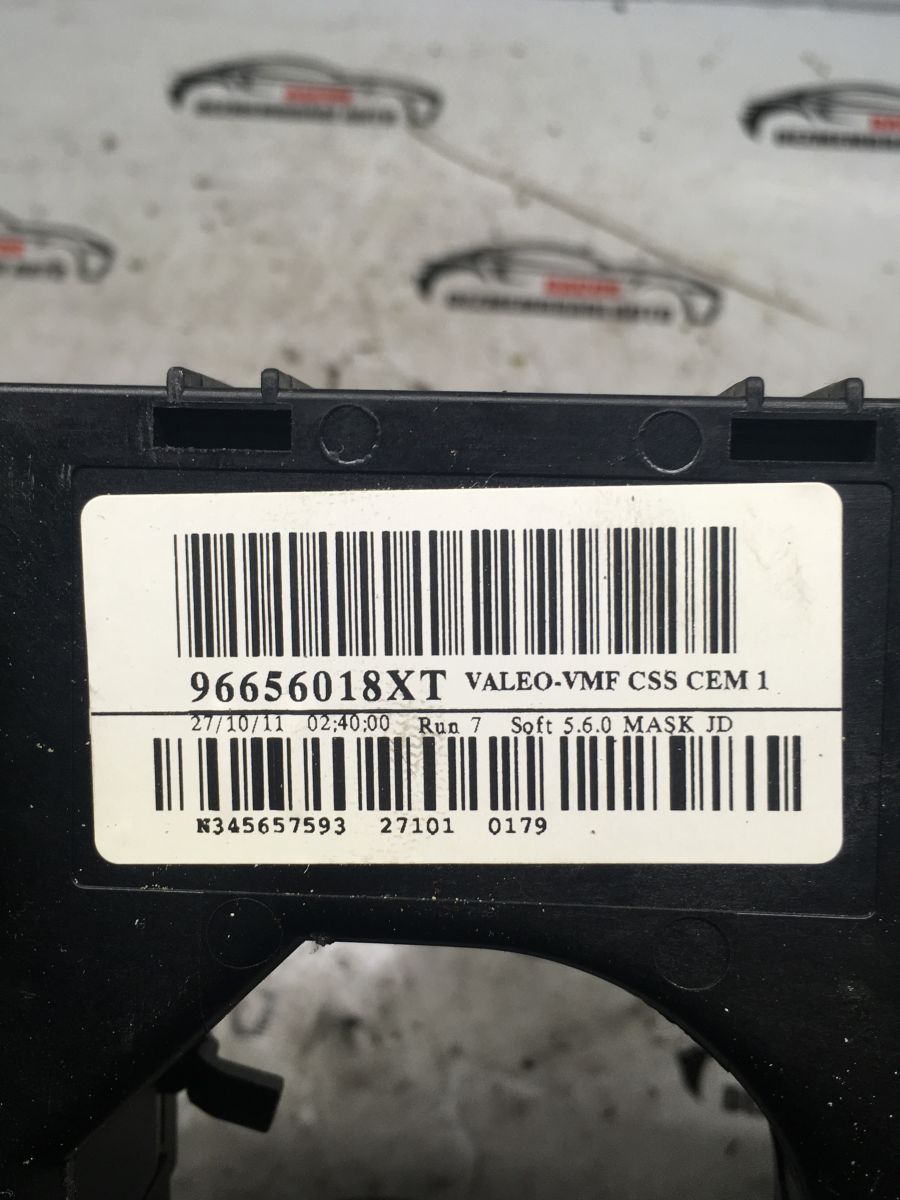 96656018XT VALEO-VMF CSS CEM 1
27/10/11 02:40:00 Run 7 Soft 5.6.0 MASK JD
N345657593 27101 0179